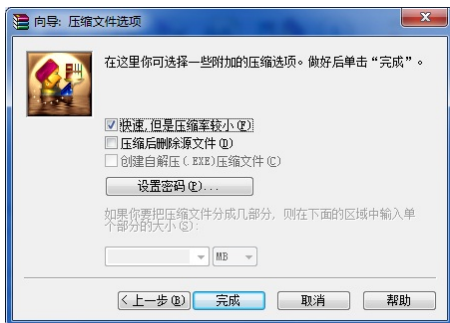 向导: 压缩文件选项
在这里你可选择一些附加的压缩选项。做好后单击“完成”。
快速,但是压缩率较小(F)
压缩后删除源文件(D)
创建自解压(.EXE)压缩文件(C)
设置密码(P)...
如果你要把压缩文件分成几部分，则在下面的区域中输入单
个部分的大小(S):
MB
<上一步(B) 完成 取消 帮助